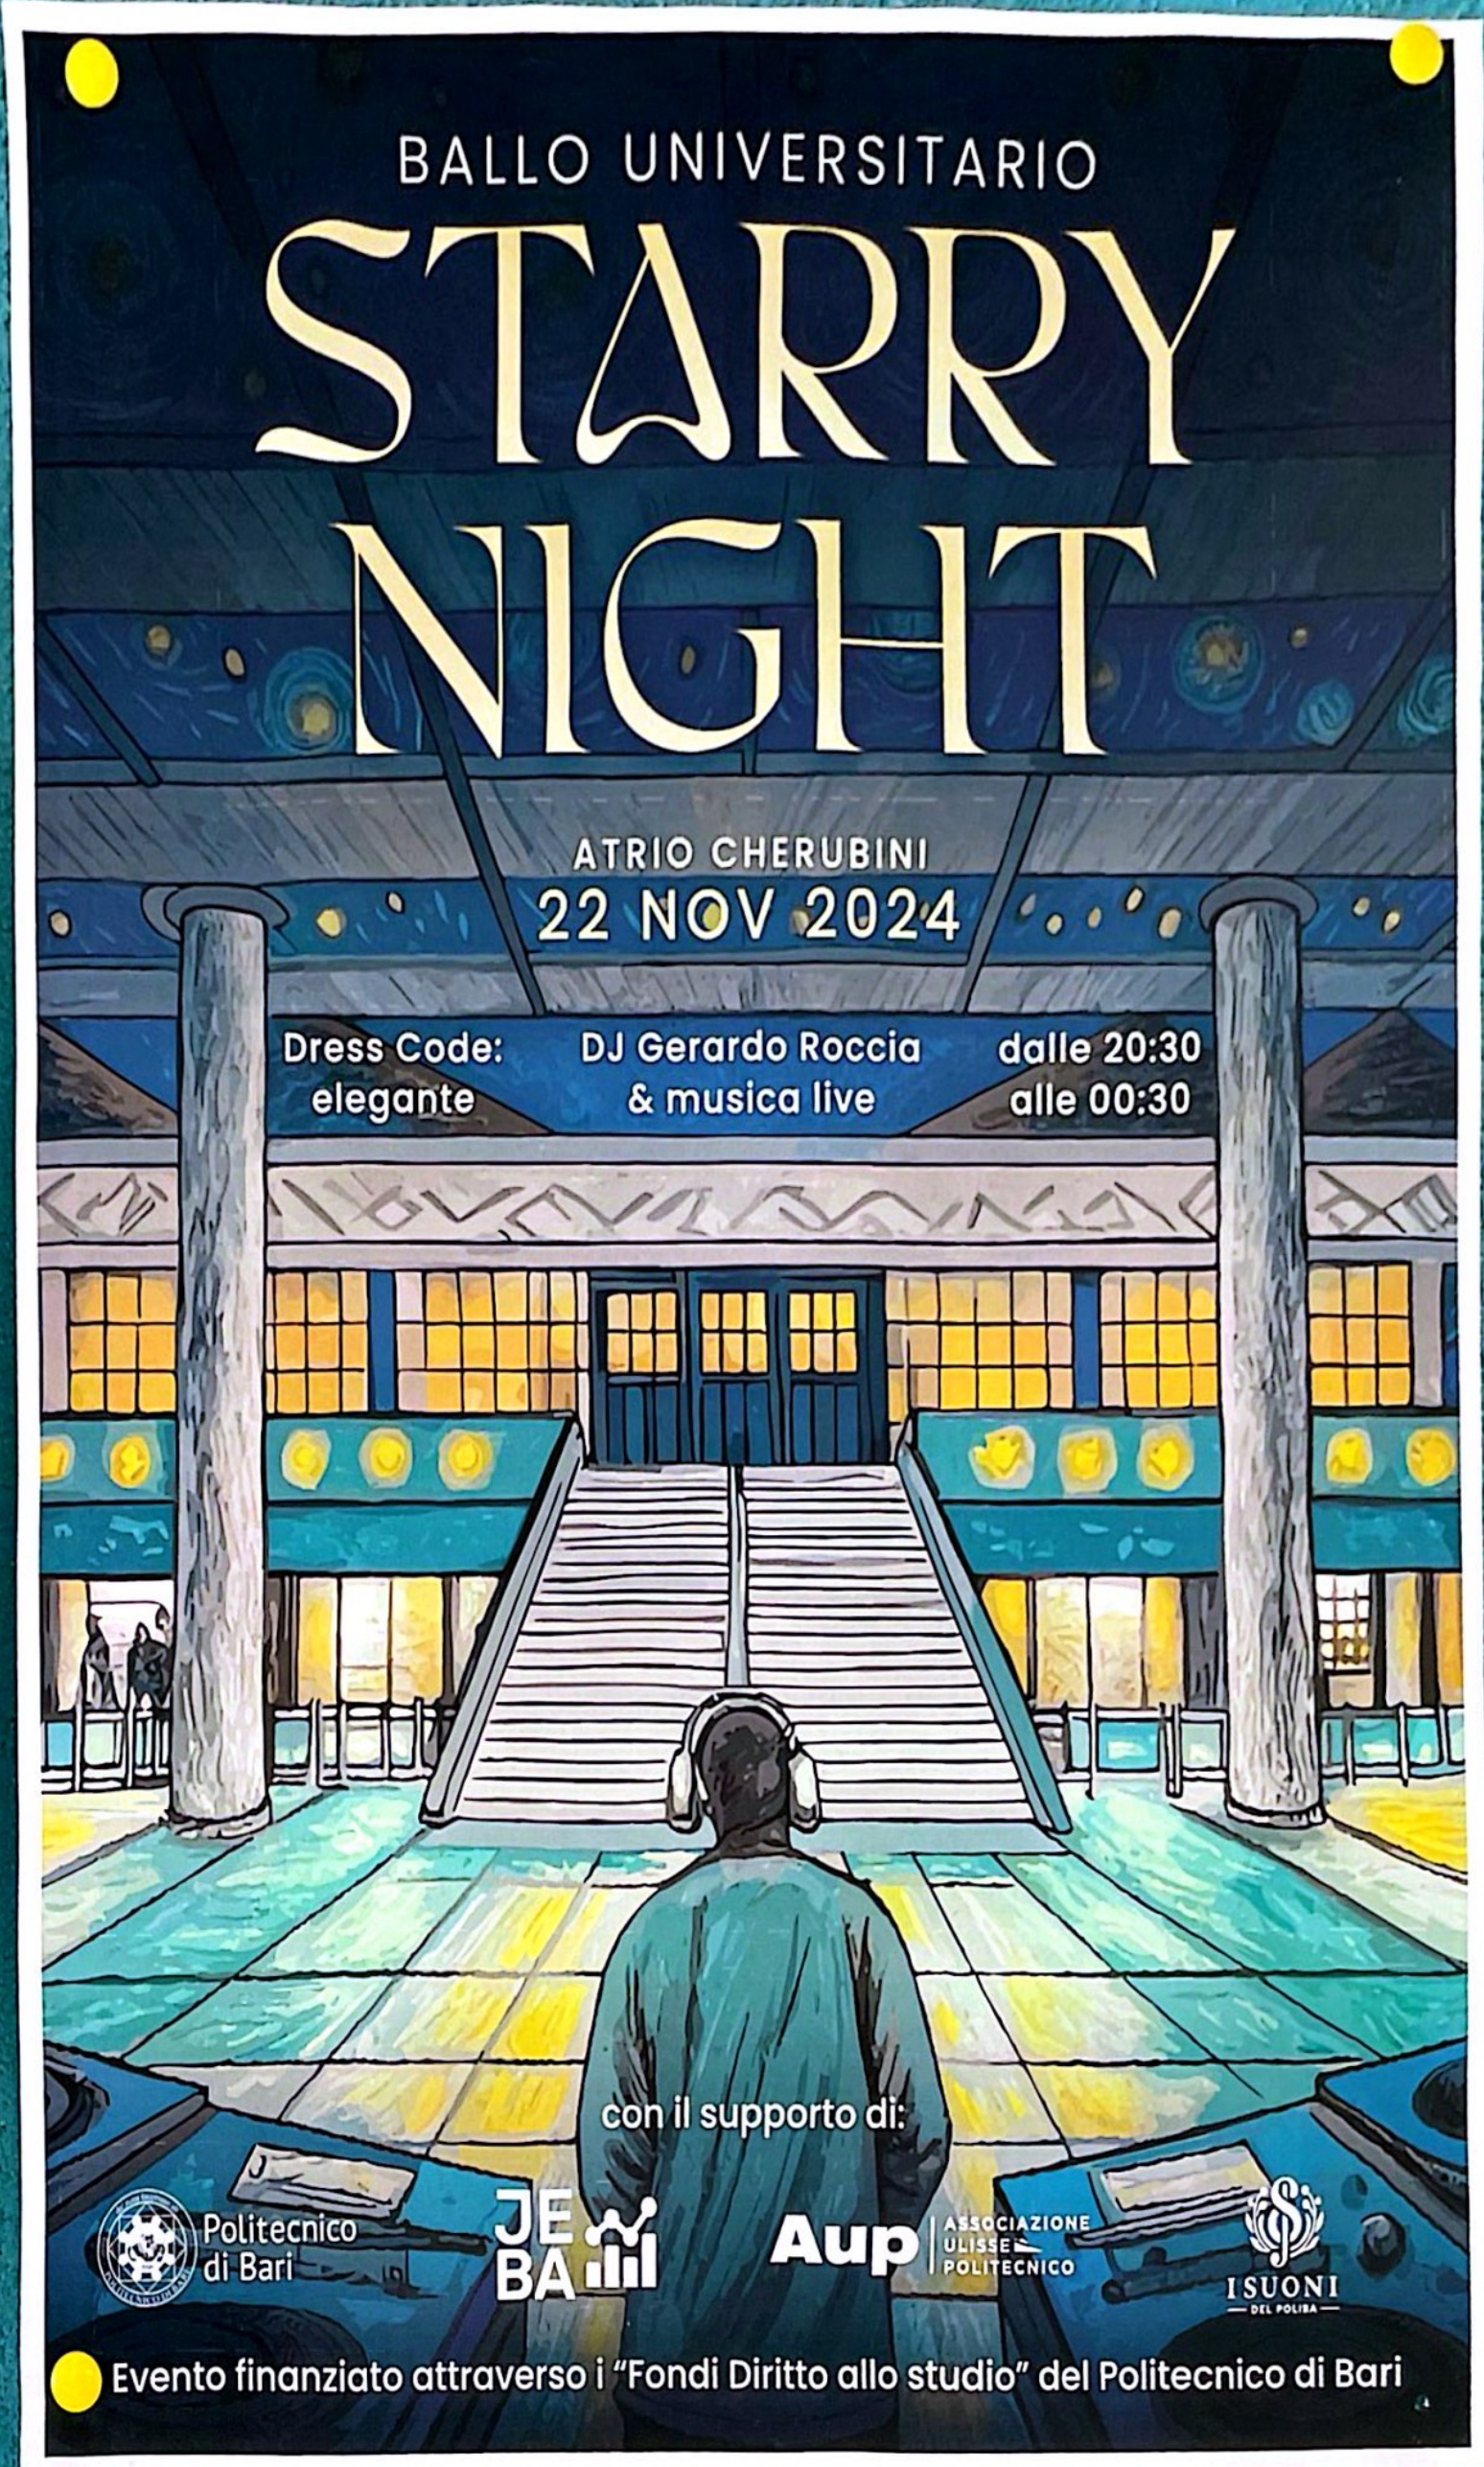 BALLO UNIVERSITARIO
STARRY
NIGHT
ATRIO CHERUBINI
22 NOV 2024
Dress Code:
elegante
DJ Gerardo Roccia
& musica live
dalle 20:30
alle 00:30
con il supporto di:
Politecnico
di Bari
JE
BA
Aup
ASSOCIAZIONE
ULISSE
POLITECNICO
I SUONI
DEL POLIBA
Evento finanziato attraverso i “Fondi Diritto allo studio” del Politecnico di Bari